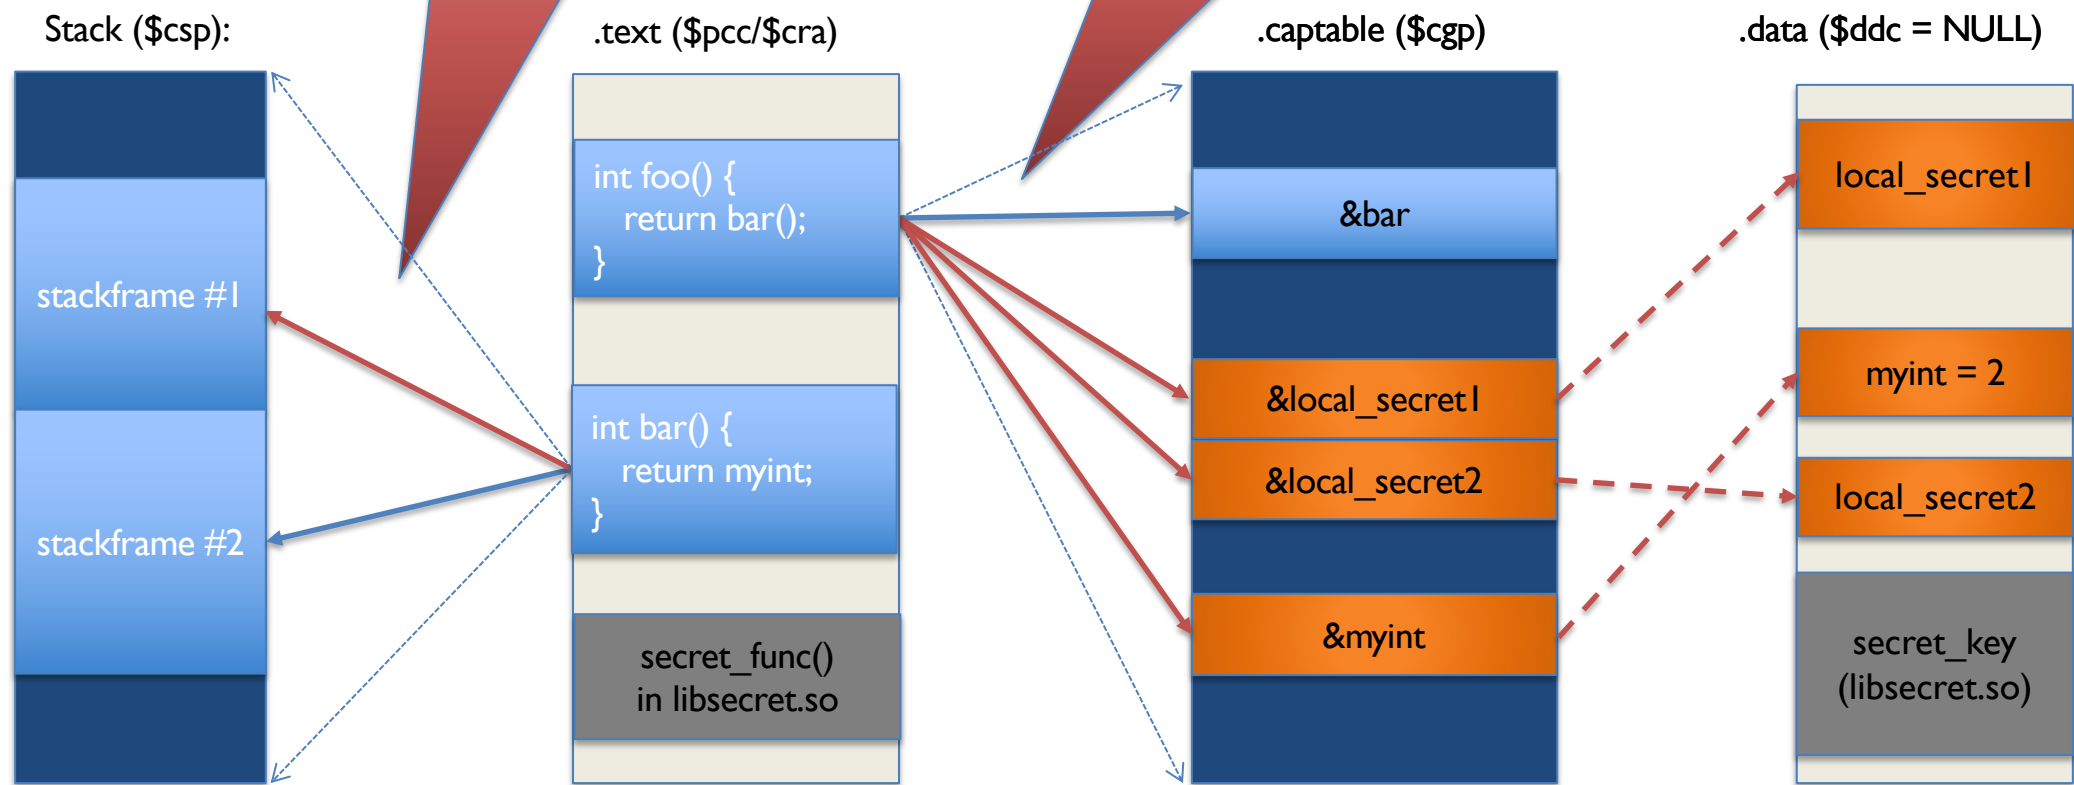 Stack ($csp):
.text ($pcc/$cra)
.captable ($cgp)
.data ($ddc = NULL)
stackframe #1
stackframe #2
int foo() {
return bar();
}
int bar() {
return myint;
}
secret_func()
in libsecret.so
&bar
&local_secret1
&local_secret2
&myint
local_secret1
myint = 2
local_secret2
secret_key
(libsecret.so)